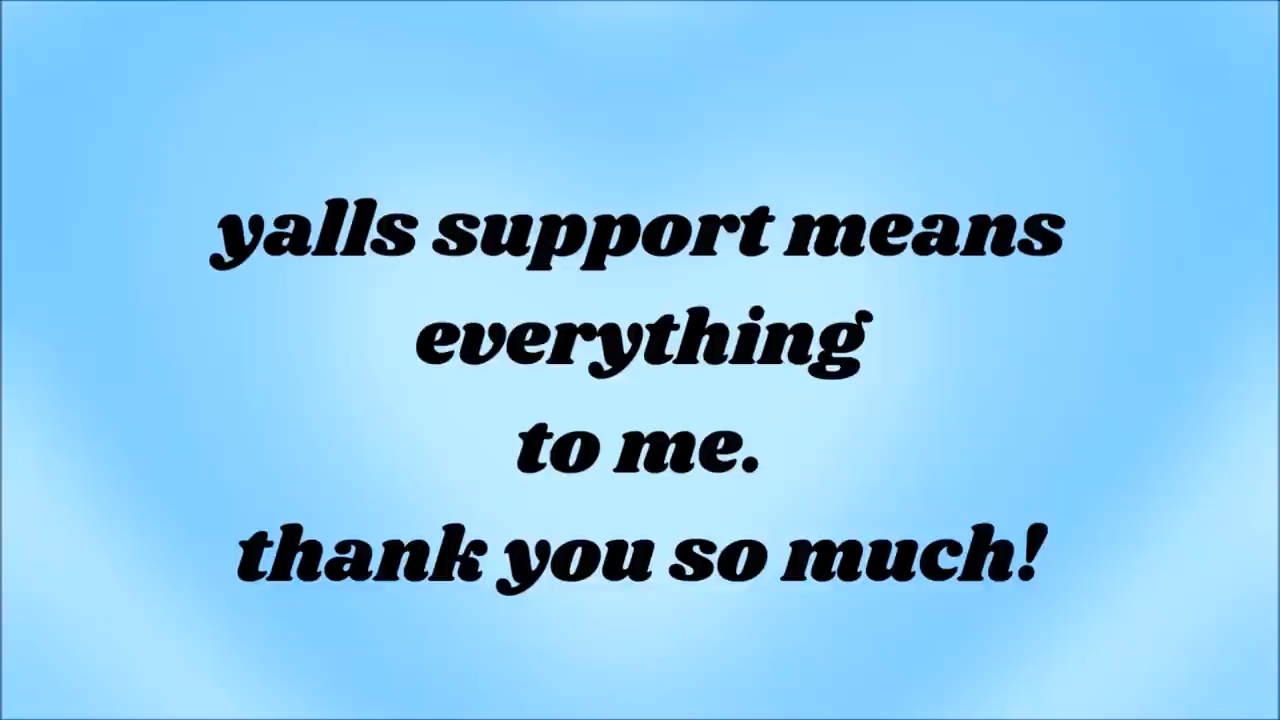 yalls support means
everything
to me.
thank you so much!